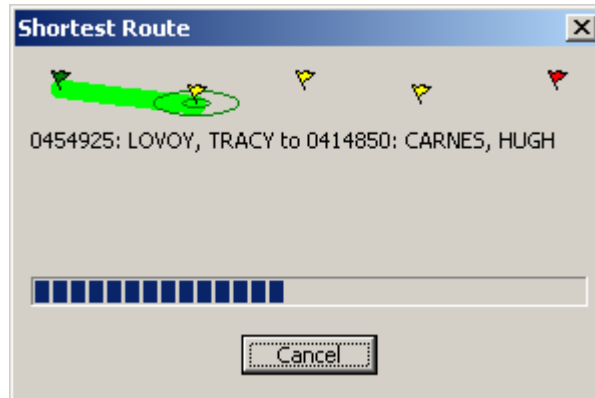 Shortest Route
0454925: LOVOY, TRACY to 0414850: CARNES, HUGH
Cancel